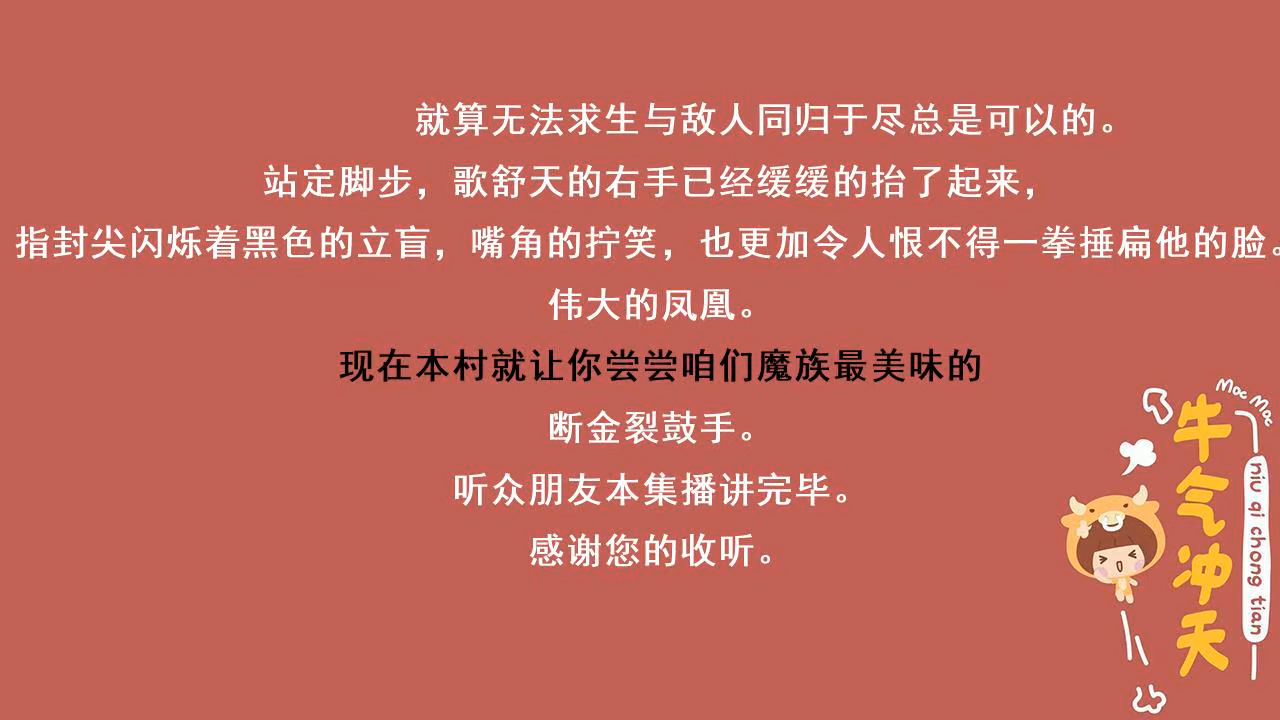 就算无法求生与敌人同归于尽总是可以的。
站定脚步，歌舒天的右手已经缓缓的抬了起来，
指封尖闪烁着黑色的立盲，嘴角的拧笑，也更加令人恨不得一拳捶扁他的脸。
伟大的凤凰。
现在本村就让你尝尝咱们魔族最美味的
断金裂鼓手。
听众朋友本集播讲完毕。
感谢您的收听。
Moc Moc
牛气冲天
niu qi chong tian